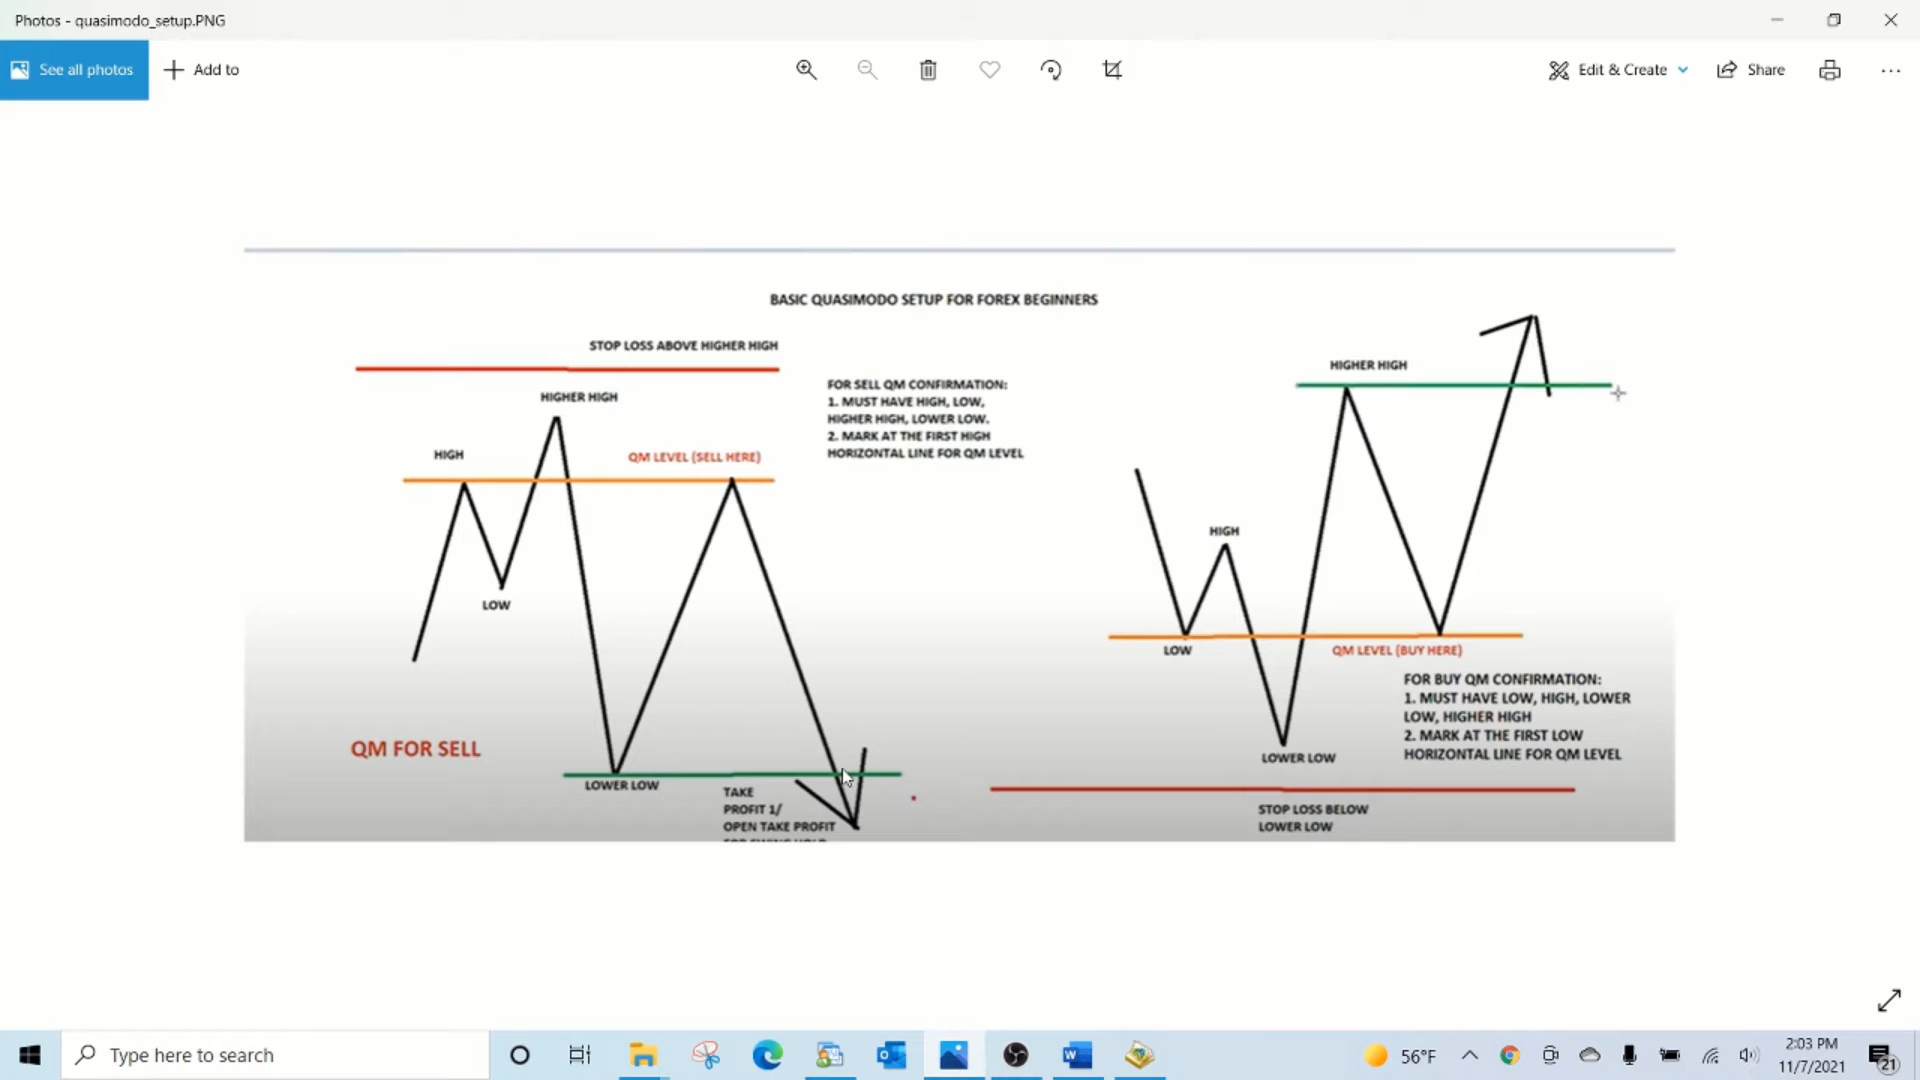 Photos - quasimodo_setup.PNG
See all photos
Add to
Edit & Create
Share
BASIC QUASIMODO SETUP FOR FOREX BEGINNERS
STOP LOSS ABOVE HIGHER HIGH
HIGHER HIGH
HIGH
QM LEVEL (SELL HERE)
LOW
QM FOR SELL
LOWER LOW
TAKE
PROFIT 1/
OPEN TAKE PROFIT
FOR SELL QM CONFIRMATION:
1. MUST HAVE HIGH, LOW,
HIGHER HIGH, LOWER LOW.
2. MARK AT THE FIRST HIGH
HORIZONTAL LINE FOR QM LEVEL
HIGHER HIGH
HIGH
LOW
QM LEVEL (BUY HERE)
FOR BUY QM CONFIRMATION:
1. MUST HAVE LOW, HIGH, LOWER
LOW, HIGHER HIGH
2. MARK AT THE FIRST LOW
HORIZONTAL LINE FOR QM LEVEL
LOWER LOW
STOP LOSS BELOW
LOWER LOW
Type here to search
56°F
2:03 PM
11/7/2021
21